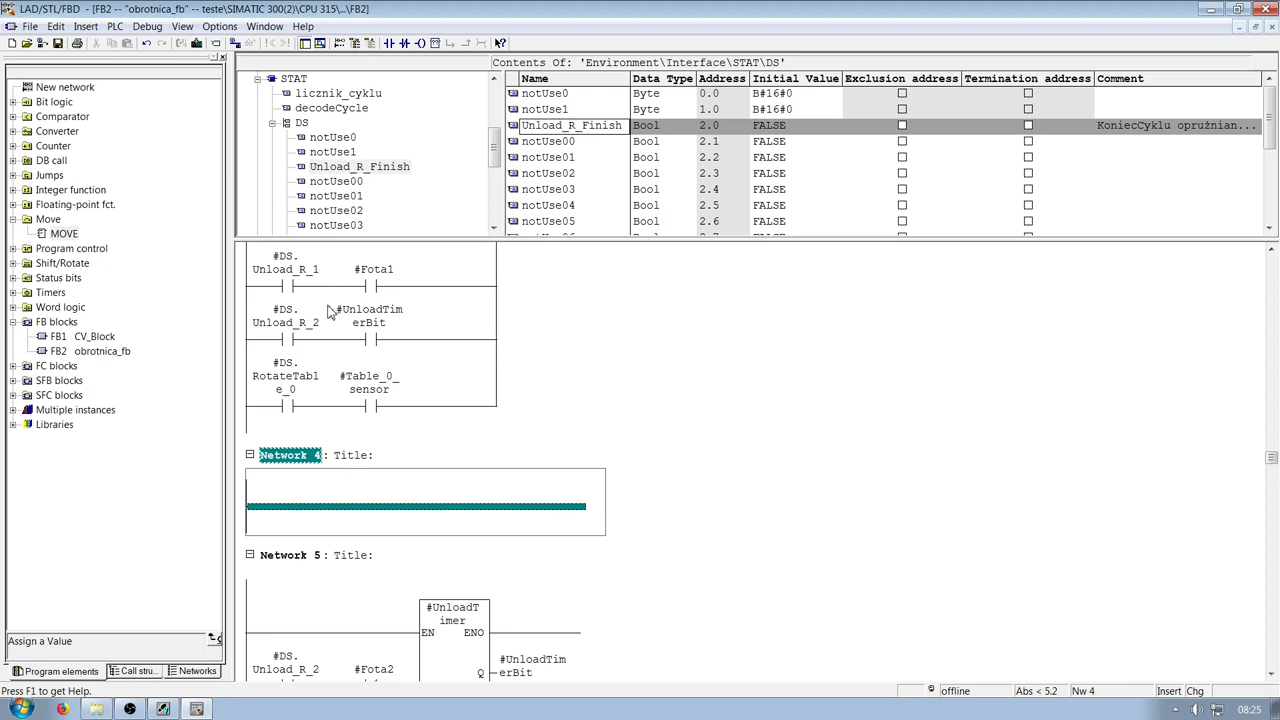 LAD/STL/FBD - [FB2 -- "obrotnica_fb" -- teste\SIMATIC 300(2)\CPU 315\...\FB2]
File Edit Insert PLC Debug View Options Window Help
New network
Bit logic
Comparator
Converter
Counter
DB call
Jumps
Integer function
Floating-point fct.
Move
MOVE
Program control
Shift/Rotate
Status bits
Timers
Word logic
FB blocks
FB1 CV_Block
FB2 obrotnica_fb
FC blocks
SFB blocks
SFC blocks
Multiple instances
Libraries
Assign a Value
Program elements
Call stru...
Networks
Contents Of: 'Environment\Interface\STAT\DS'
STAT
licznik_cyklu
decodeCycle
DS
notUse0
notUse1
Unload_R_Finish
notUse00
notUse01
notUse02
notUse03
Name Data Type Address Initial Value Exclusion address Termination address Comment
notUse0 Byte 0.0 B#16#0
notUse1 Byte 1.0 B#16#0
Unload_R_Finish Bool 2.0 FALSE KoniecCyklu opružnian...
notUse00 Bool 2.1 FALSE
notUse01 Bool 2.2 FALSE
notUse02 Bool 2.3 FALSE
notUse03 Bool 2.4 FALSE
notUse04 Bool 2.5 FALSE
notUse05 Bool 2.6 FALSE
#DS.
Unload_R_1 #Fota1
#DS. #UnloadTim
Unload_R_2 erBit
#DS.
RotateTabl #Table_0_
e_0 sensor
Network 4 : Title:
Network 5 : Title:
#UnloadT
imer
EN ENO
#DS. #UnloadTim
Unload_R_2 #Fota2 Q erBit
Press F1 to get Help.
offline Abs < 5.2 Nw 4 Insert Chg
08:25